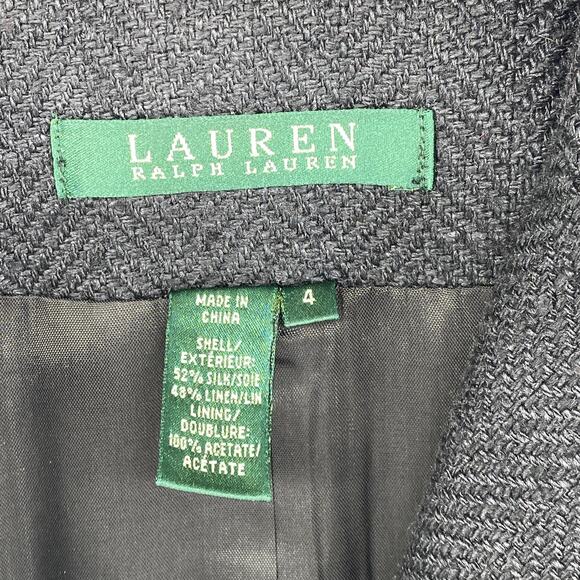 LAUREN
RALPH LAUREN
MADE IN
CHINA
4
SHELL/
EXTÉRIEUR:
52% SILK/SOIE
48% LINEN/LIN
LINING/
DOUBLURE:
100% ACETATE/
ACÉTATE